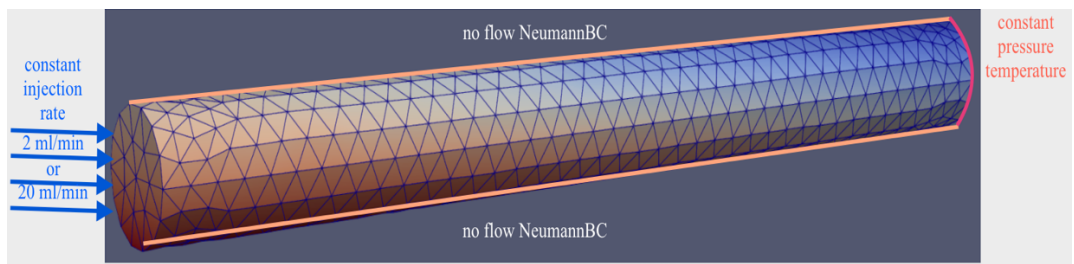 no flow NeumannBC
constant
injection
rate
2 ml/min
or
20 ml/min
constant
pressure
temperature
no flow NeumannBC